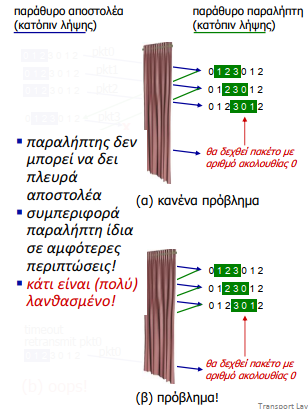 παράθυρο αποστολέα
(κατόπιν λήψης)
παράθυρο παραλήπτη
(κατόπιν λήψης)
0 1 2 3 0 1 2
0 1 2 3 0 1 2
0 1 2 3 0 1 2
παραλήπτης δεν
μπορεί να δει
πλευρά
αποστολέα
συμπεριφορά
παραλήπτη ίδια
σε αμφότερες
περιπτώσεις!
κάτι είναι (πολύ)
λανθασμένο!
θα δεχθεί πακέτο με
αριθμό ακολουθίας 0
(α) κανένα πρόβλημα
0 1 2 3 0 1 2
0 1 2 3 0 1 2
0 1 2 3 0 1 2
timeout
retransmit pkt0
(b) oops!
θα δεχθεί πακέτο με
αριθμό ακολουθίας 0
(β) πρόβλημα!
Transport Lay